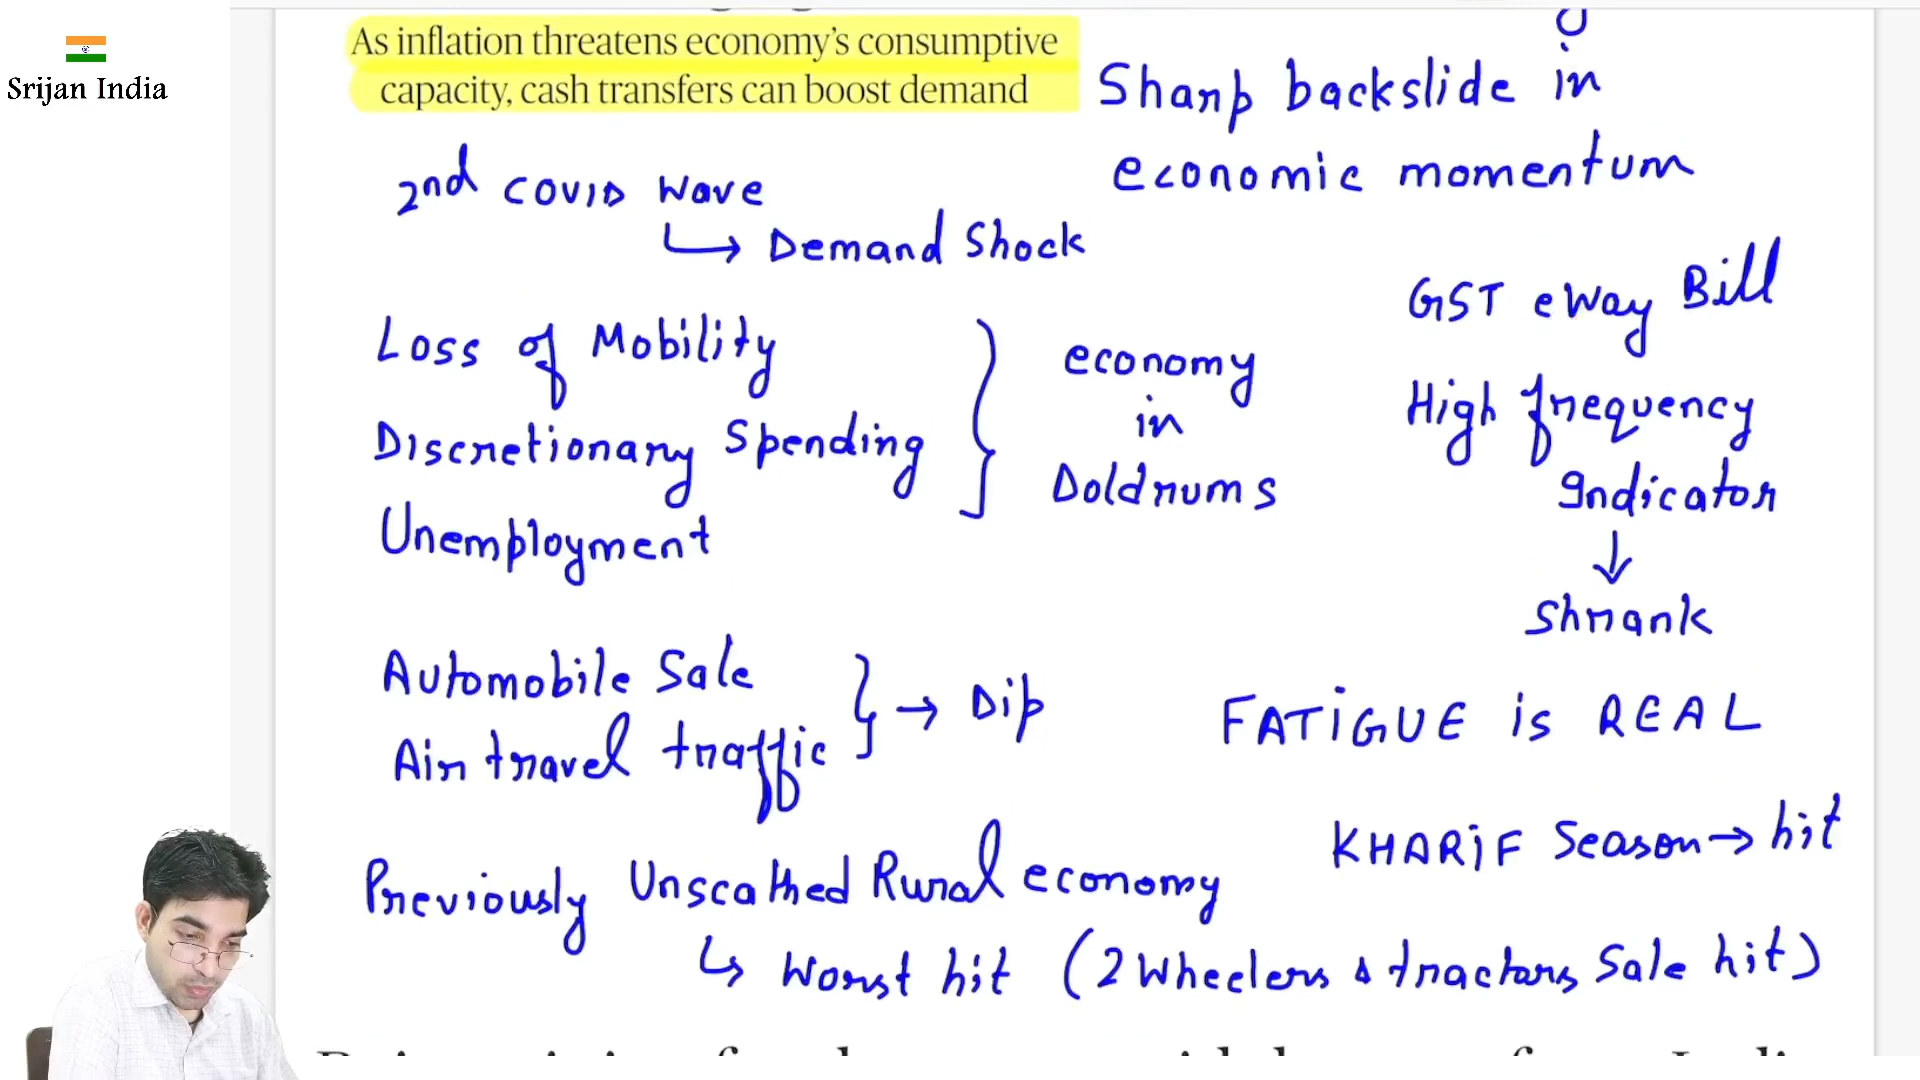 Srijan India
As inflation threatens economy's consumptive
capacity, cash transfers can boost demand
Sharp backslide in
economic momentum
2nd COVID Wave
→ Demand Shock
Loss of Mobility
Discretionary Spending
Unemployment
economy
in
Doldrums
GST eWay Bill
High frequency
Indicator
↓
Shrank
Automobile Sale
Air travel traffic
→ Dip
FATiGUE is REAL
KHARiF Season → hit
Previously Unscathed Rural economy
↳ Worst hit (2 Wheelers & tractors Sale hit)